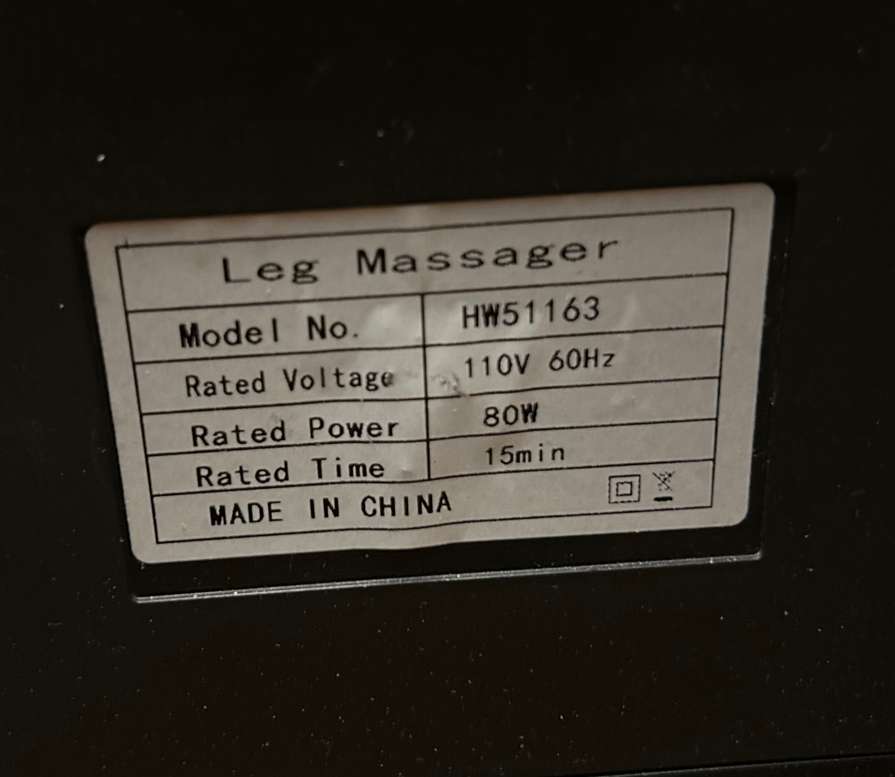 Leg Massager
Model No. HW51163
Rated Voltage 110V 60Hz
Rated Power 80W
Rated Time 15min
MADE IN CHINA